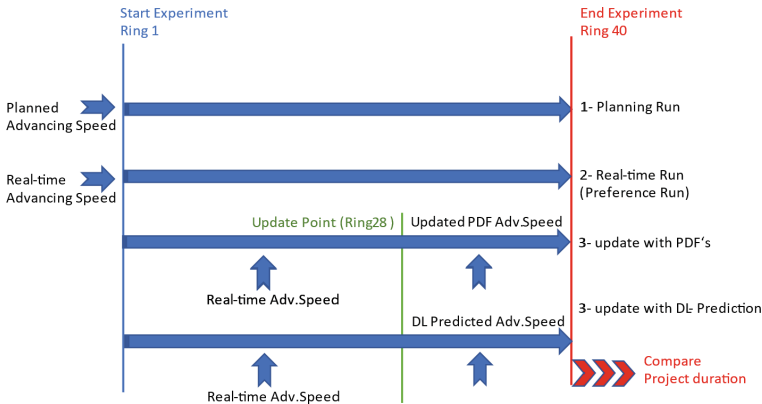 Start Experiment
Ring 1
End Experiment
Ring 40
Planned
Advancing Speed
1- Planning Run
Real-time
Advancing Speed
2- Real-time Run
(Preference Run)
Update Point (Ring28 )
Updated PDF Adv.Speed
3- update with PDF‘s
Real-time Adv.Speed
3- update with DL- Prediction
DL Predicted Adv.Speed
Compare
Project duration
Real-time Adv.Speed